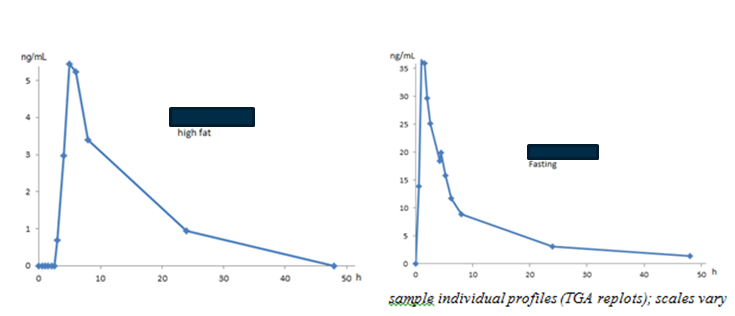 ng/mL
5
4
3
2
1
0
high fat
0 10 20 30 40 50 h
ng/mL
35
30
25
20
15
10
5
0
Fasting
0 10 20 30 40 50 h
sample individual profiles (TGA replots); scales vary